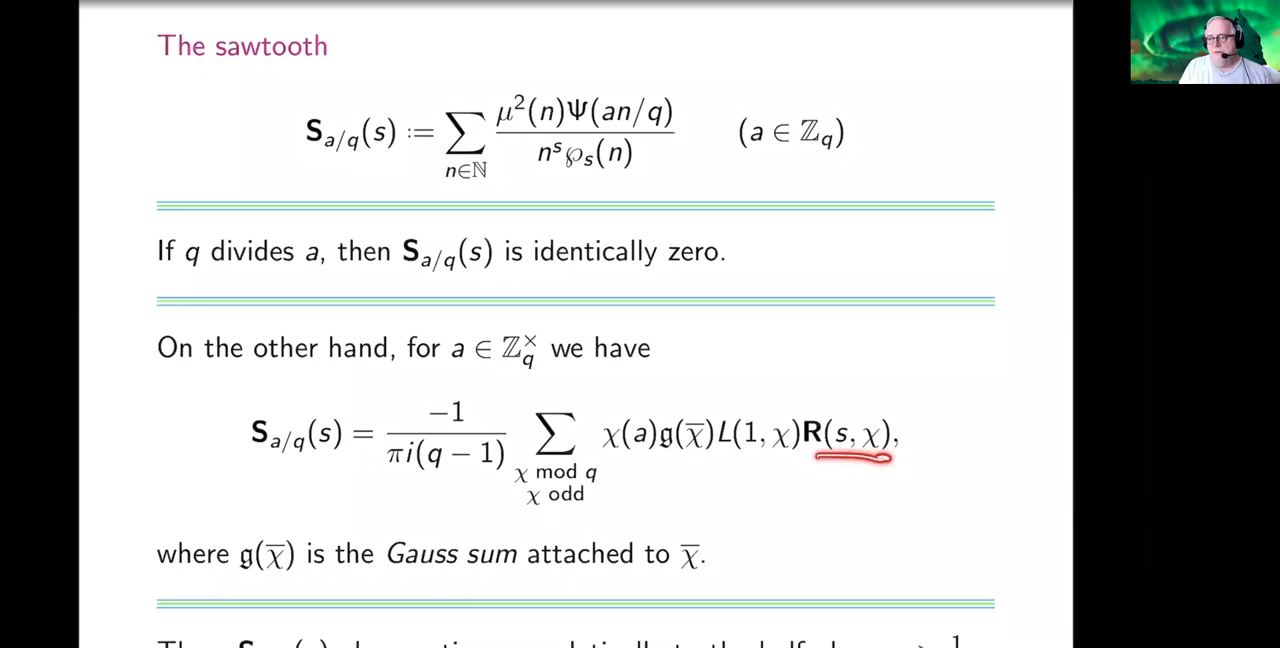 The sawtooth
S_{a/q}(s) := ∑_{n∈ℕ} μ²(n)Ψ(an/q) / n^s ℘_s(n)    (a ∈ ℤ_q)
If q divides a, then S_{a/q}(s) is identically zero.
On the other hand, for a ∈ ℤ_q^× we have
S_{a/q}(s) = −1 / πi(q − 1) ∑_{χ mod q, χ odd} χ(a)𝔤(χ̄)L(1, χ)R(s, χ),
where 𝔤(χ̄) is the Gauss sum attached to χ̄.